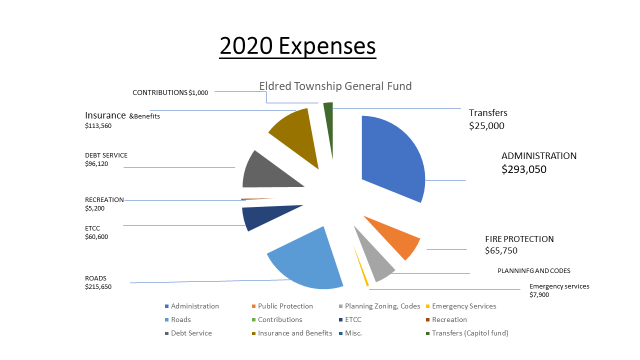 2020 Expenses
Eldred Township General Fund
CONTRIBUTIONS $1,000
Insurance &Benefits
$113,560
Transfers
$25,000
DEBT SERVICE
$96,120
ADMINISTRATION
$293,050
RECREATION
$5,200
ETCC
$60,600
FIRE PROTECTION
$65,750
ROADS
$215,650
PLANNINFG AND CODES
Emergency services
$7,900
Administration
Public Protection
Planning Zoning, Codes
Emergency Services
Roads
Contributions
ETCC
Recreation
Debt Service
Insurance and Benefits
Misc.
Transfers (Capitol fund)